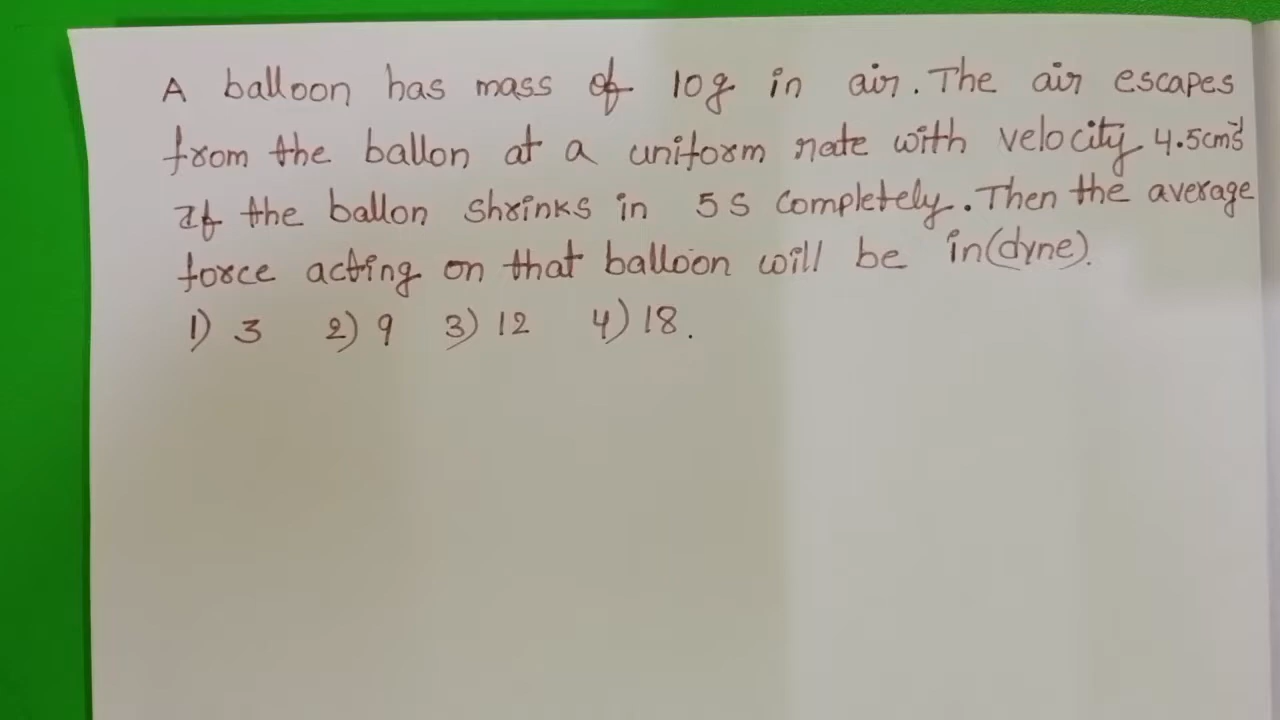 A balloon has mass of 10g in air. The air escapes
from the ballon at a uniform rate with velocity 4.5cms⁻¹
If the ballon shrinks in 5s completely. Then the average
force acting on that balloon will be in(dyne).
1) 3 2) 9 3) 12 4) 18.